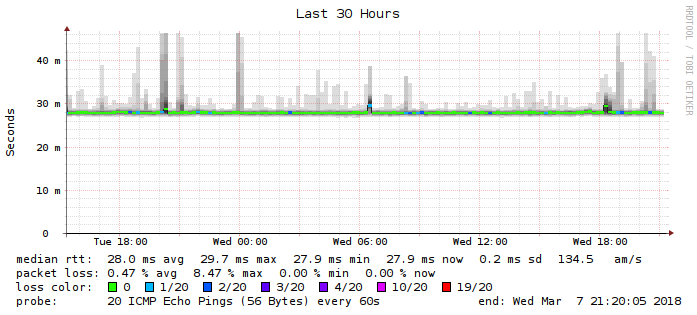 Last 30 Hours
RRDTOOL / TOBI OETIKER
Seconds
40 m
30 m
20 m
10 m
0
Tue 18:00 Wed 00:00 Wed 06:00 Wed 12:00 Wed 18:00
median rtt: 28.0 ms avg 29.7 ms max 27.9 ms min 27.9 ms now 0.2 ms sd 134.5 am/s
packet loss: 0.47 % avg 8.47 % max 0.00 % min 0.00 % now
loss color: 0 1/20 2/20 3/20 4/20 10/20 19/20
probe: 20 ICMP Echo Pings (56 Bytes) every 60s end: Wed Mar 7 21:20:05 2018